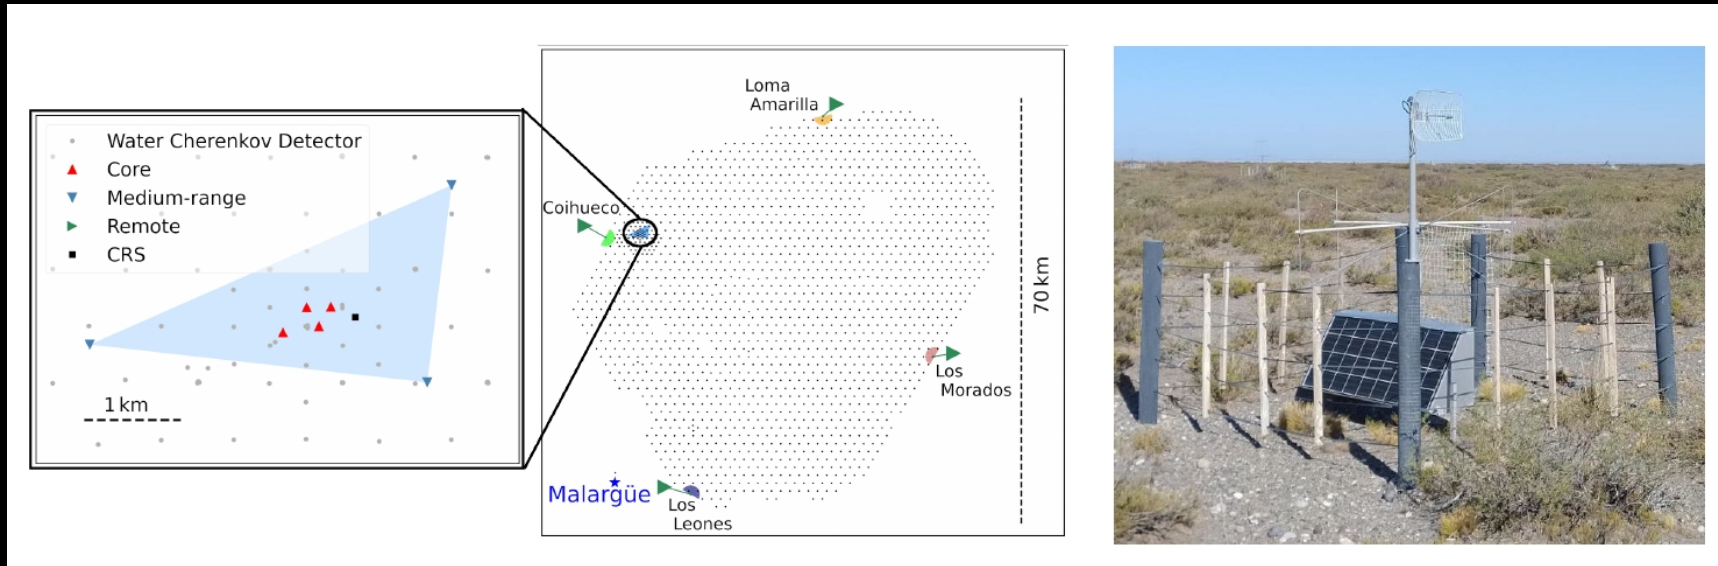 Water Cherenkov Detector
Core
Medium-range
Remote
CRS
1 km
Loma
Amarilla
Coihueco
70 km
Los
Morados
Malargüe
Los
Leones